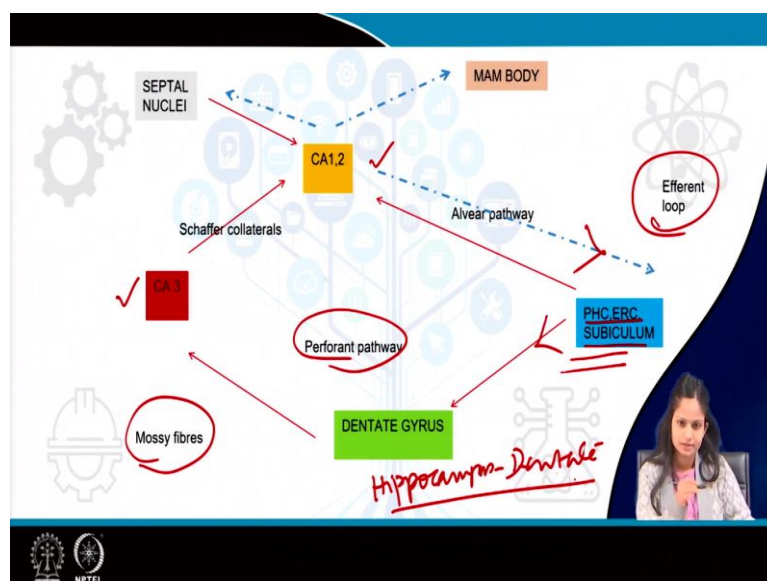 SEPTAL
NUCLEI
MAM BODY
CA1,2
Efferent
loop
Alvear pathway
Schaffer collaterals
CA 3
PHC,ERC,
SUBICULUM
Perforant pathway
Mossy fibres
DENTATE GYRUS
Hippocampus-Dentate
NPTEL